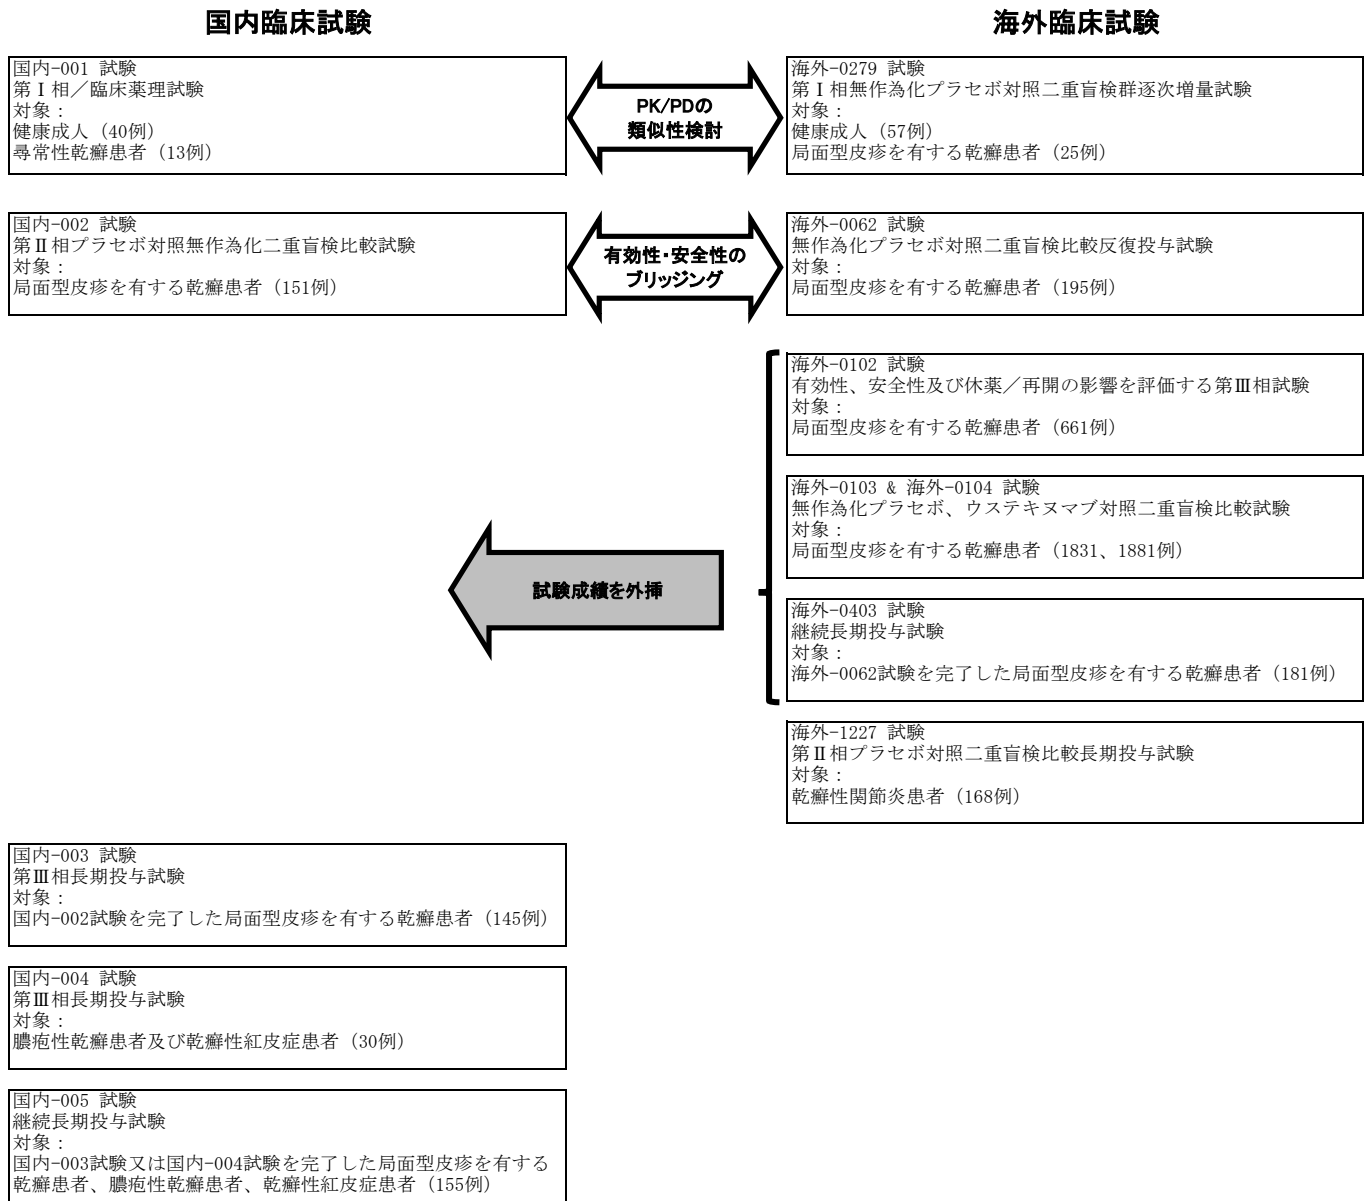 国内臨床試験
海外臨床試験
国内-001 試験
第Ⅰ相／臨床薬理試験
対象：
健康成人（40例）
尋常性乾癬患者（13例）
PK/PDの
類似性検討
海外-0279 試験
第Ⅰ相無作為化プラセボ対照二重盲検群逐次増量試験
対象：
健康成人（57例）
局面型皮疹を有する乾癬患者（25例）
国内-002 試験
第Ⅱ相プラセボ対照無作為化二重盲検比較試験
対象：
局面型皮疹を有する乾癬患者（151例）
有効性・安全性の
ブリッジング
海外-0062 試験
無作為化プラセボ対照二重盲検比較反復投与試験
対象：
局面型皮疹を有する乾癬患者（195例）
海外-0102 試験
有効性、安全性及び休薬／再開の影響を評価する第Ⅲ相試験
対象：
局面型皮疹を有する乾癬患者（661例）
海外-0103 & 海外-0104 試験
無作為化プラセボ、ウステキヌマブ対照二重盲検比較試験
対象：
局面型皮疹を有する乾癬患者（1831、1881例）
試験成績を外挿
海外-0403 試験
継続長期投与試験
対象：
海外-0062試験を完了した局面型皮疹を有する乾癬患者（181例）
海外-1227 試験
第Ⅱ相プラセボ対照二重盲検比較長期投与試験
対象：
乾癬性関節炎患者（168例）
国内-003 試験
第Ⅲ相長期投与試験
対象：
国内-002試験を完了した局面型皮疹を有する乾癬患者（145例）
国内-004 試験
第Ⅲ相長期投与試験
対象：
膿疱性乾癬患者及び乾癬性紅皮症患者（30例）
国内-005 試験
継続長期投与試験
対象：
国内-003試験又は国内-004試験を完了した局面型皮疹を有する
乾癬患者、膿疱性乾癬患者、乾癬性紅皮症患者（155例）